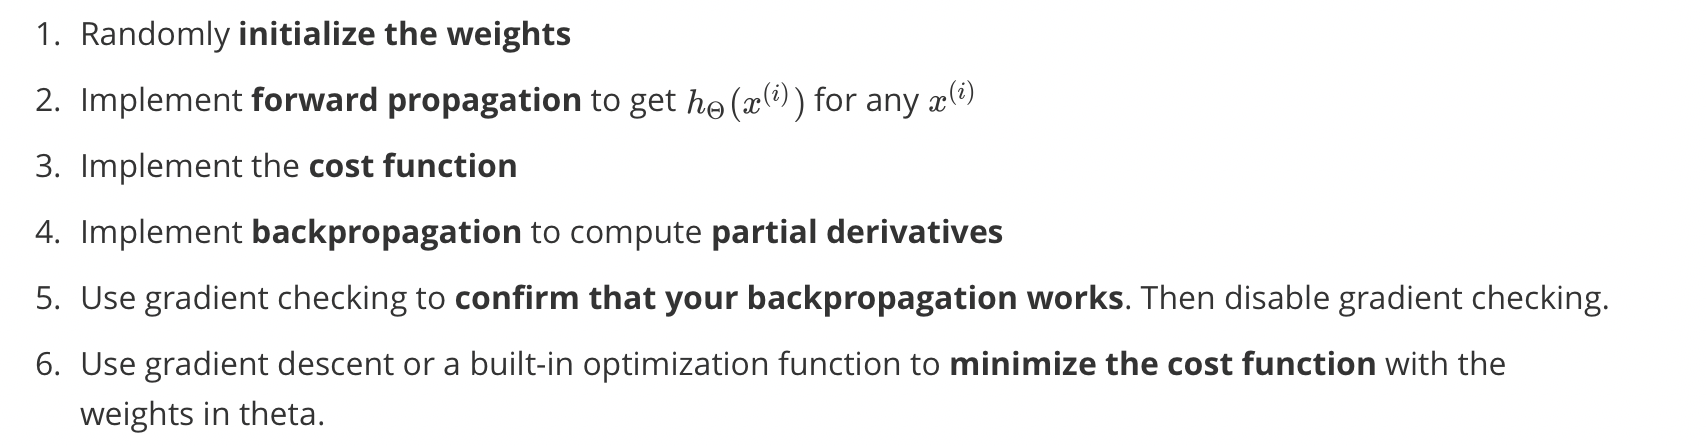 1. Randomly initialize the weights
2. Implement forward propagation to get hΘ(x⁽ⁱ⁾) for any x⁽ⁱ⁾
3. Implement the cost function
4. Implement backpropagation to compute partial derivatives
5. Use gradient checking to confirm that your backpropagation works. Then disable gradient checking.
6. Use gradient descent or a built-in optimization function to minimize the cost function with the
weights in theta.